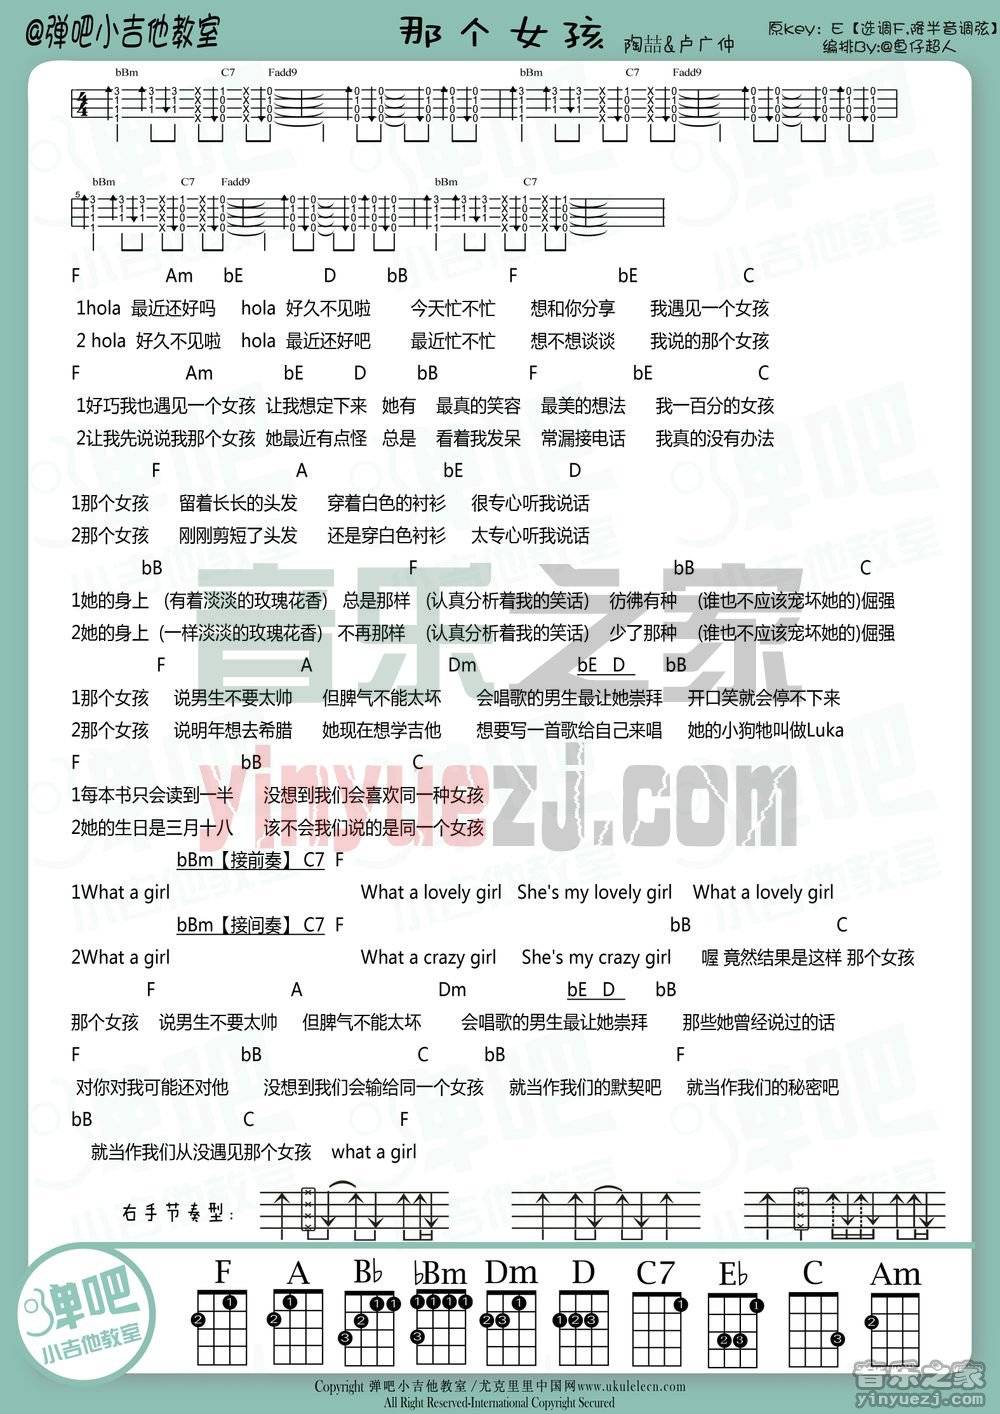 @弹吧小吉他教室
那个女孩 陶喆&卢广仲
原Key：E【选调F,降半音调弦】
编排By:@鱼仔超人
bBm C7 Fadd9 bBm C7 Fadd9
bBm C7 Fadd9 bBm C7
F Am bE D bB F bE C
1hola 最近还好吗 hola 好久不见啦 今天忙不忙 想和你分享 我遇见一个女孩
2 hola 好久不见啦 hola 最近还好吧 最近忙不忙 想不想谈谈 我说的那个女孩
F Am bE D bB F bE C
1好巧我也遇见一个女孩 让我想定下来 她有 最真的笑容 最美的想法 我一百分的女孩
2让我先说说我那个女孩 她最近有点怪 总是 看着我发呆 常漏接电话 我真的没有办法
F A bE D
1那个女孩 留着长长的头发 穿着白色的衬衫 很专心听我说话
2那个女孩 刚刚剪短了头发 还是穿白色衬衫 太专心听我说话
bB F bB C
1她的身上 (有着淡淡的玫瑰花香) 总是那样 (认真分析着我的笑话) 彷彿有种 (谁也不应该宠坏她的)倔强
2她的身上 (一样淡淡的玫瑰花香) 不再那样 (认真分析着我的笑话) 少了那种 (谁也不应该宠坏她的)倔强
F A Dm bE D bB
1那个女孩 说男生不要太帅 但脾气不能太坏 会唱歌的男生最让她崇拜 开口笑就会停不下来
2那个女孩 说明年想去希腊 她现在想学吉他 想要写一首歌给自己来唱 她的小狗牠叫做Luka
F bB C
1每本书只会读到一半 没想到我们会喜欢同一种女孩
2她的生日是三月十八 该不会我们说的是同一个女孩
bBm【接前奏】C7 F
1What a girl What a lovely girl She's my lovely girl What a lovely girl
bBm【接间奏】C7 F bB C
2What a girl What a crazy girl She's my crazy girl 喔 竟然结果是这样 那个女孩
F A Dm bE D bB
那个女孩 说男生不要太帅 但脾气不能太坏 会唱歌的男生最让她崇拜 那些她曾经说过的话
F bB C bB F
对你对我可能还对他 没想到我们会输给同一个女孩 就当作我们的默契吧 就当作我们的秘密吧
bB C F
就当作我们从没遇见那个女孩 what a girl
右手节奏型：
F A B♭ ♭Bm Dm D C7 E♭ C Am
弹吧
小吉他教室
Copyright 弹吧小吉他教室 /尤克里里中国网www.ukulelecn.com
All Right Reserved-International Copyright Secured
音乐之家
yinyuezj.com
音乐之家
yinyuezj.com